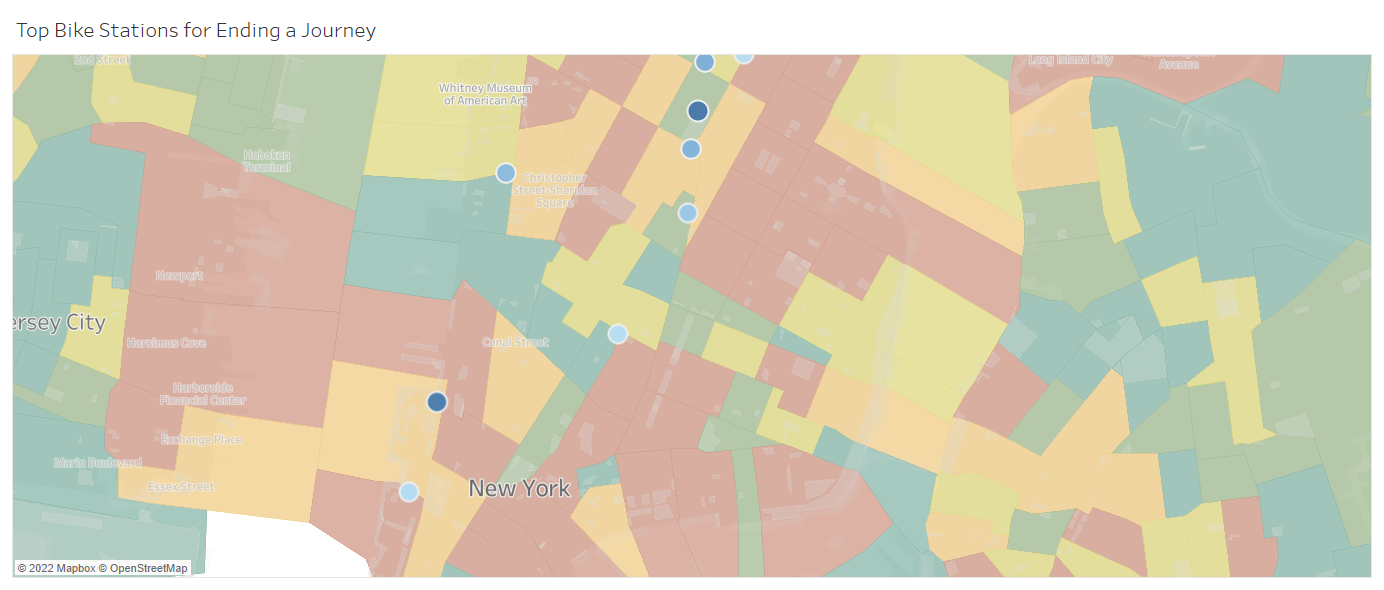 Top Bike Stations for Ending a Journey
2nd Street
Long Island City
Avenue
Whitney Museum
of American Art
Hoboken
Terminal
Christopher
Street-Sheridan
Square
Newport
ersey City
Harsimus Cove
Canal Street
Harborside
Financial Center
Exchange Place
Marin Boulevard
Essex Street
New York
© 2022 Mapbox © OpenStreetMap